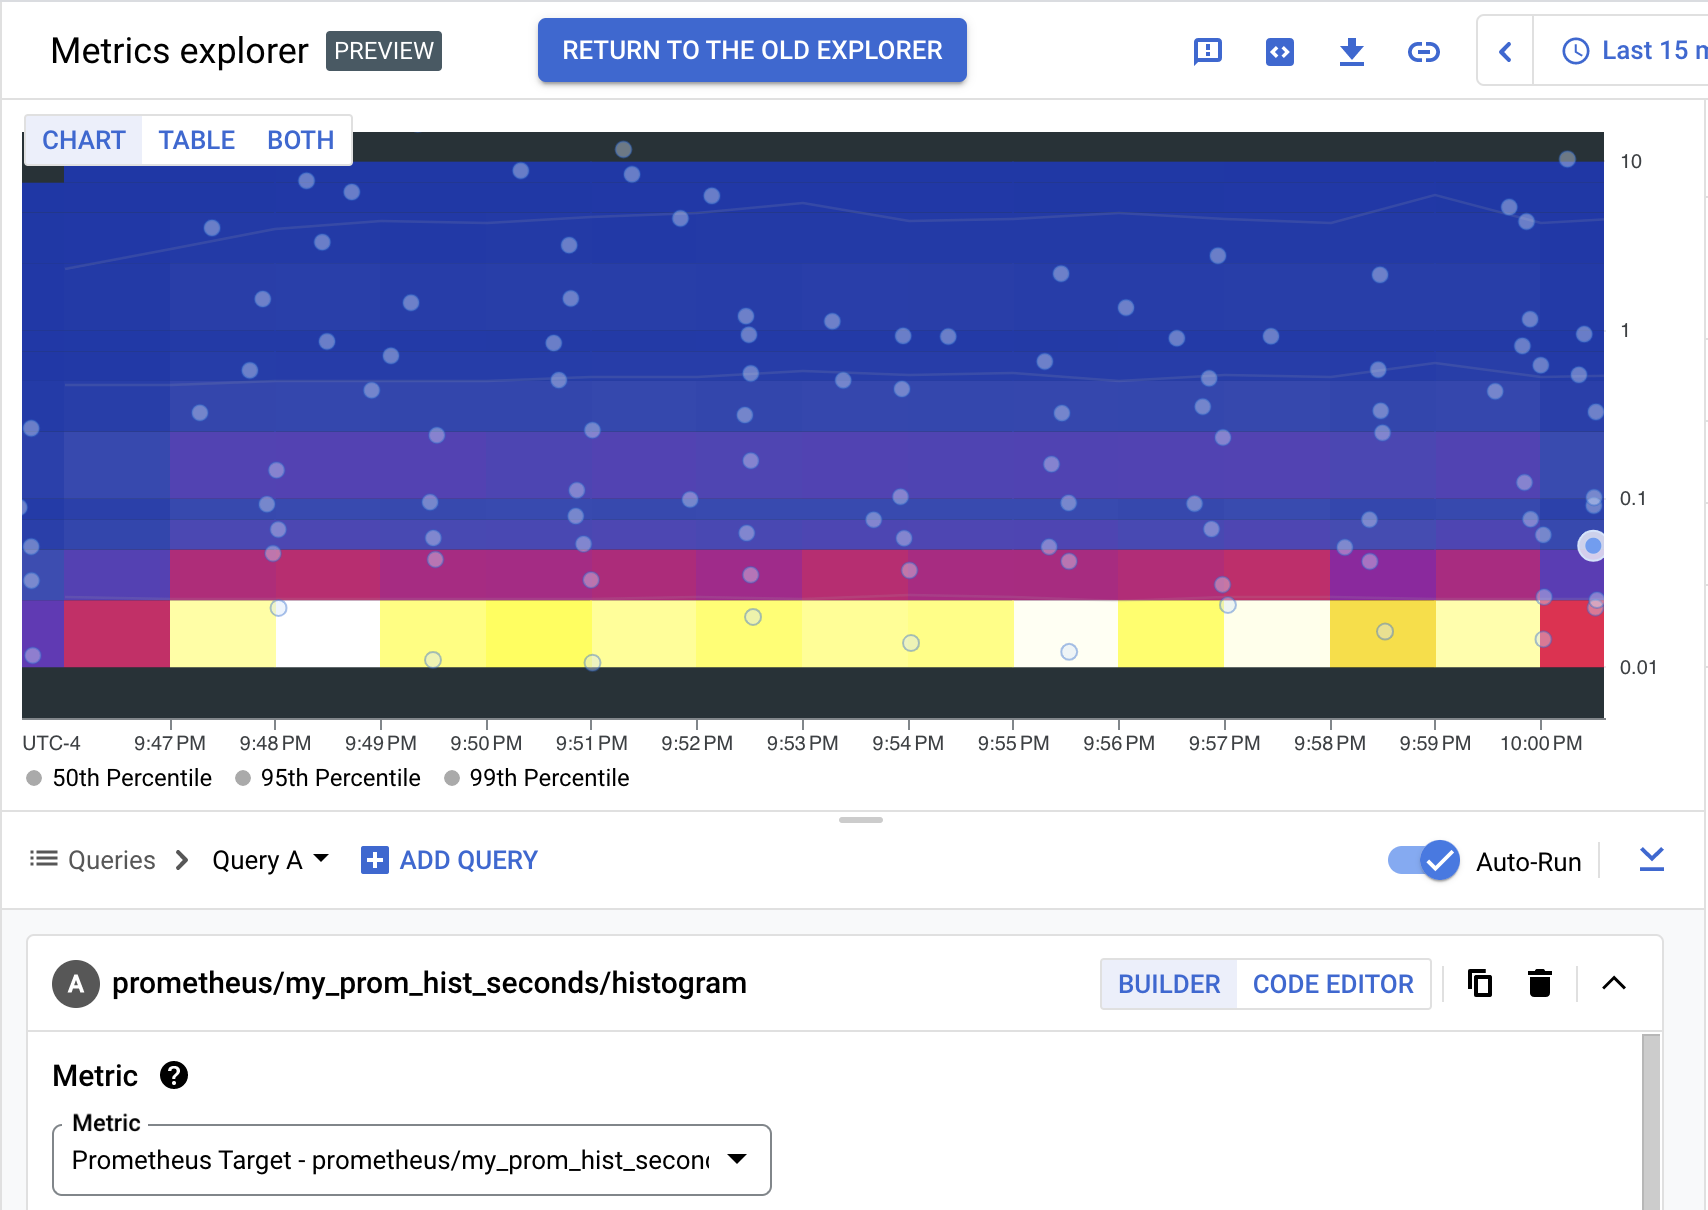 Metrics explorer PREVIEW RETURN TO THE OLD EXPLORER Last 15 m
CHART TABLE BOTH
10
1
0.1
0.01
UTC-4 9:47 PM 9:48 PM 9:49 PM 9:50 PM 9:51 PM 9:52 PM 9:53 PM 9:54 PM 9:55 PM 9:56 PM 9:57 PM 9:58 PM 9:59 PM 10:00 PM
50th Percentile 95th Percentile 99th Percentile
Queries Query A ADD QUERY Auto-Run
A prometheus/my_prom_hist_seconds/histogram BUILDER CODE EDITOR
Metric
Metric
Prometheus Target - prometheus/my_prom_hist_secon